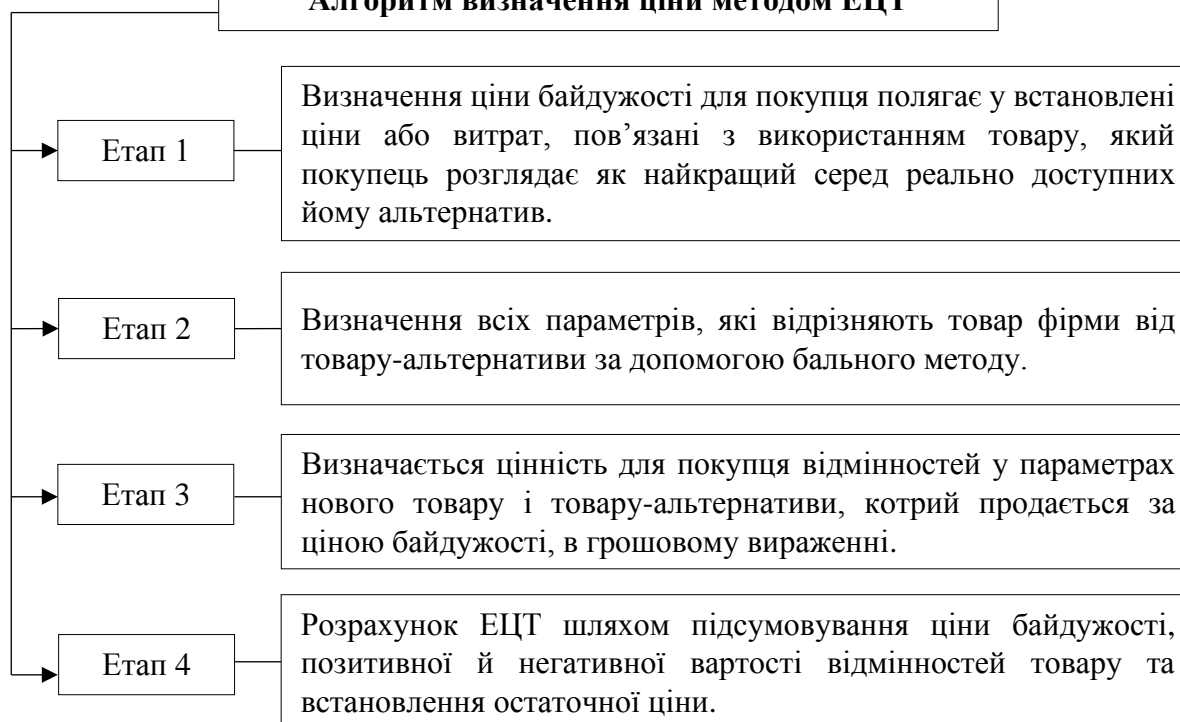 Алгоритм визначення ціни методом ЕЦТ
Етап 1
Визначення ціни байдужості для покупця полягає у встановлені
ціни або витрат, пов’язані з використанням товару, який
покупець розглядає як найкращий серед реально доступних
йому альтернатив.
Етап 2
Визначення всіх параметрів, які відрізняють товар фірми від
товару-альтернативи за допомогою бального методу.
Етап 3
Визначається цінність для покупця відмінностей у параметрах
нового товару і товару-альтернативи, котрий продається за
ціною байдужості, в грошовому вираженні.
Етап 4
Розрахунок ЕЦТ шляхом підсумовування ціни байдужості,
позитивної й негативної вартості відмінностей товару та
встановлення остаточної ціни.